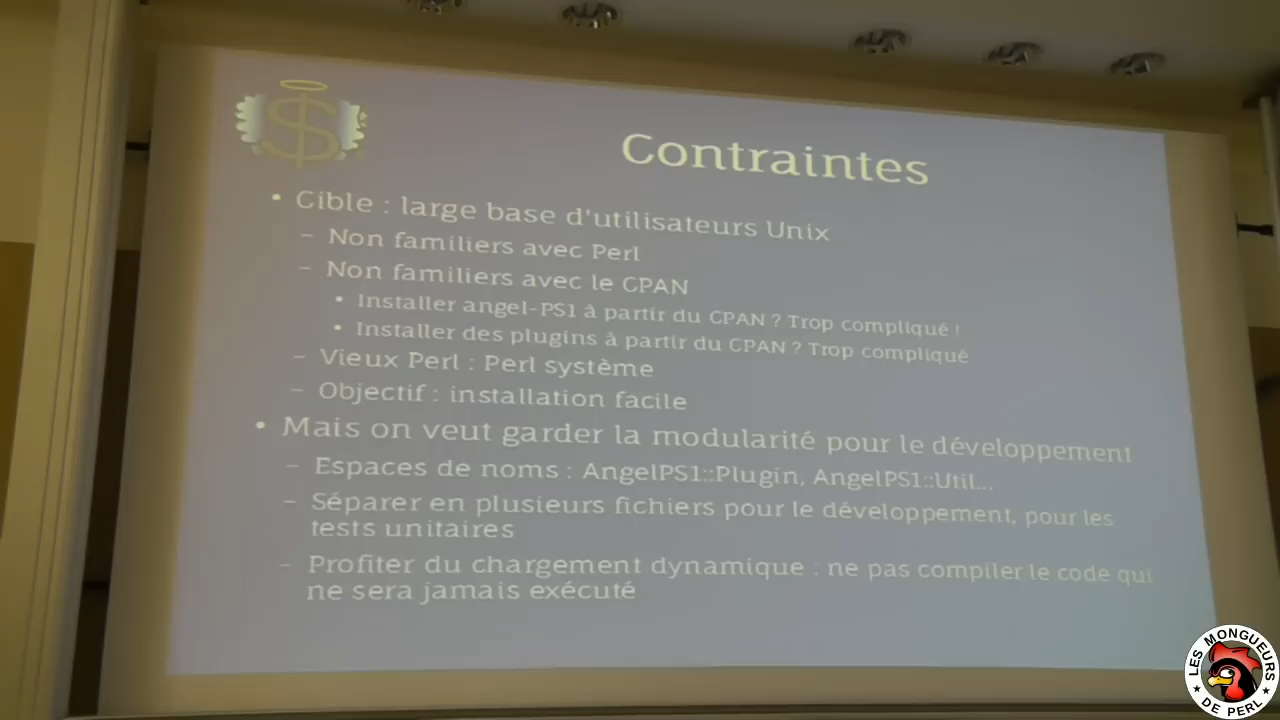 Contraintes
• Cible : large base d'utilisateurs Unix
– Non familiers avec Perl
– Non familiers avec le CPAN
• Installer angel-PS1 à partir du CPAN ? Trop compliqué !
• Installer des plugins à partir du CPAN ? Trop compliqué
– Vieux Perl : Perl système
– Objectif : installation facile
• Mais on veut garder la modularité pour le développement
– Espaces de noms : AngelPS1::Plugin, AngelPS1::Util...
– Séparer en plusieurs fichiers pour le développement, pour les
tests unitaires
– Profiter du chargement dynamique : ne pas compiler le code qui
ne sera jamais exécuté
LES MONGUEURS
★ DE PERL ★